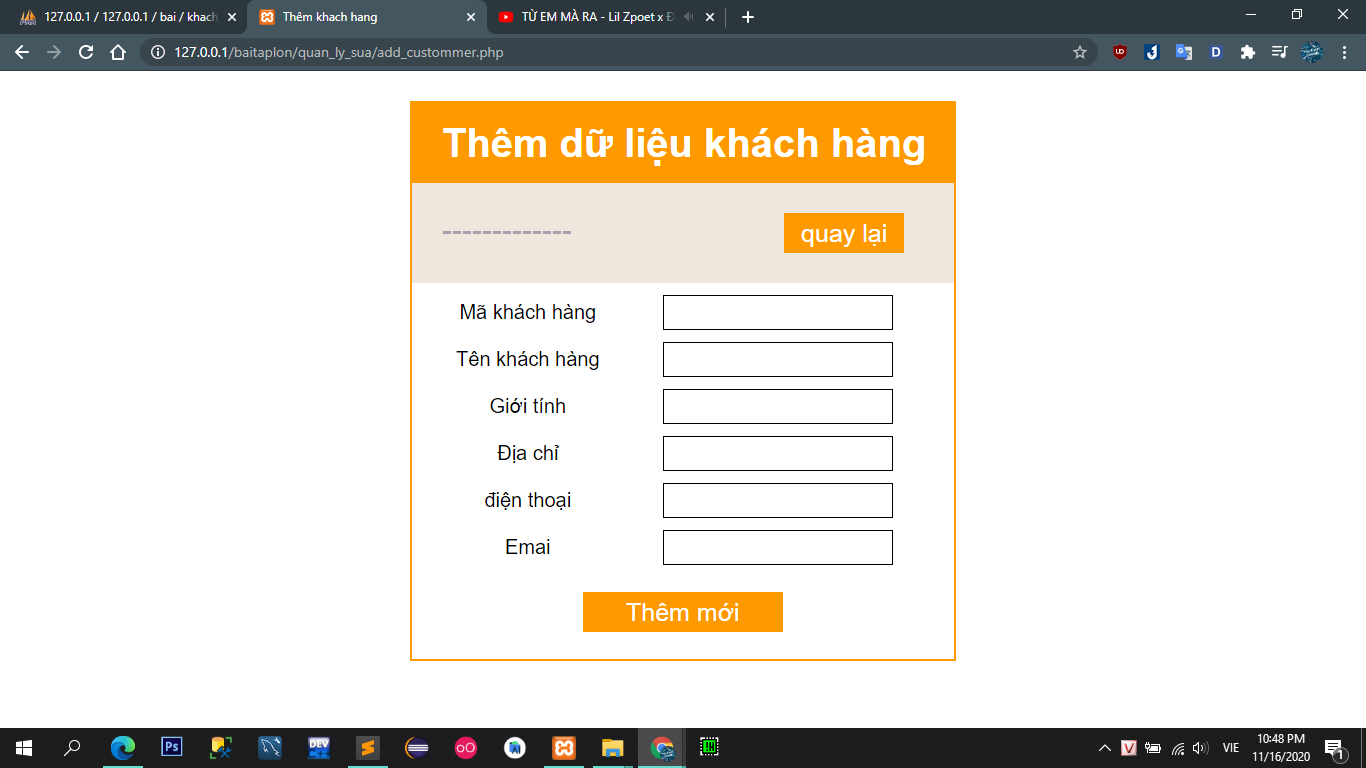 127.0.0.1 / 127.0.0.1 / bai / khach
Thêm khach hang
TỪ EM MÀ RA - Lil Zpoet x Đ
127.0.0.1/baitaplon/quan_ly_sua/add_custommer.php
Thêm dữ liệu khách hàng
-------------
quay lại
Mã khách hàng
Tên khách hàng
Giới tính
Địa chỉ
điện thoại
Emai
Thêm mới
VIE
10:48 PM
11/16/2020